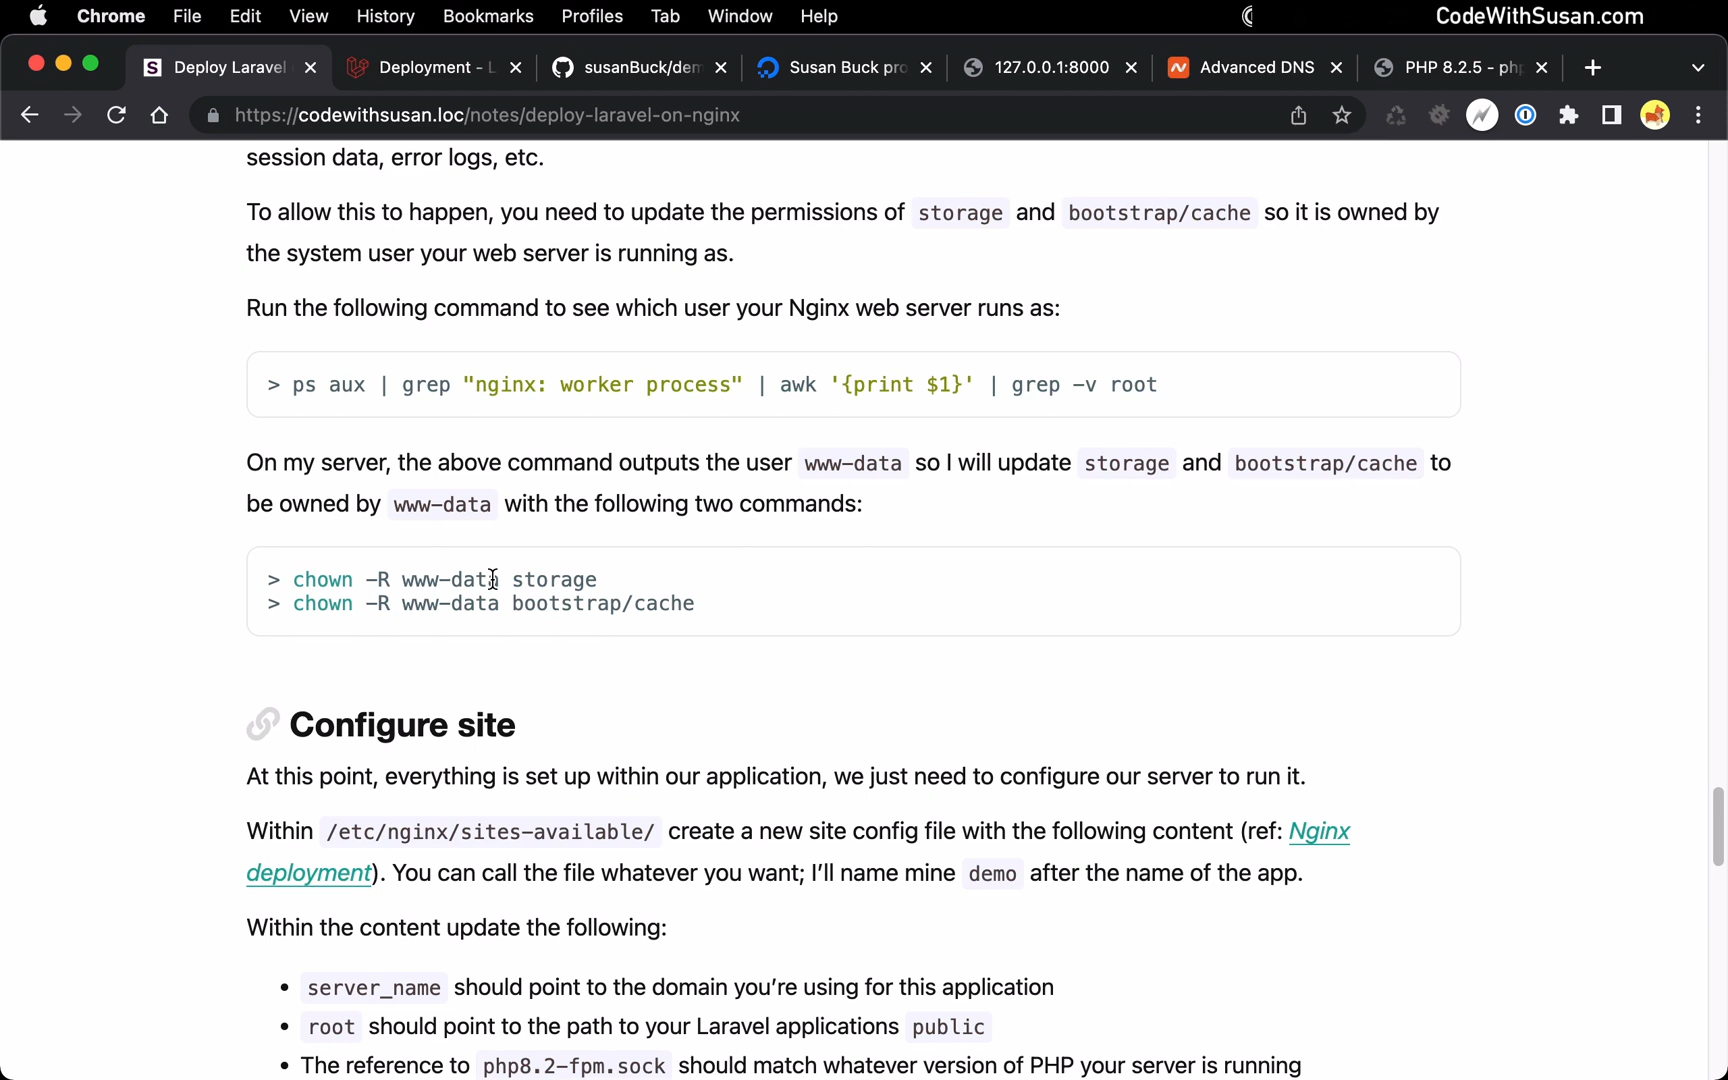 Chrome File Edit View History Bookmarks Profiles Tab Window Help CodeWithSusan.com
Deploy Laravel Deployment - L susanBuck/dem Susan Buck pro 127.0.0.1:8000 Advanced DNS PHP 8.2.5 - php
https://codewithsusan.loc/notes/deploy-laravel-on-nginx
session data, error logs, etc.
To allow this to happen, you need to update the permissions of storage and bootstrap/cache so it is owned by
the system user your web server is running as.
Run the following command to see which user your Nginx web server runs as:
> ps aux | grep "nginx: worker process" | awk '{print $1}' | grep -v root
On my server, the above command outputs the user www-data so I will update storage and bootstrap/cache to
be owned by www-data with the following two commands:
> chown -R www-data storage
> chown -R www-data bootstrap/cache
Configure site
At this point, everything is set up within our application, we just need to configure our server to run it.
Within /etc/nginx/sites-available/ create a new site config file with the following content (ref: Nginx
deployment). You can call the file whatever you want; I’ll name mine demo after the name of the app.
Within the content update the following:
• server_name should point to the domain you’re using for this application
• root should point to the path to your Laravel applications public
• The reference to php8.2-fpm.sock should match whatever version of PHP your server is running